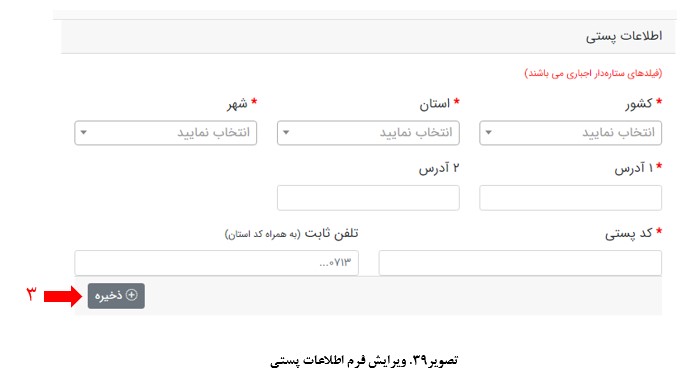 اطلاعات پستی
(فیلدهای ستاره‌دار اجباری می باشند)
* کشور * استان * شهر
انتخاب نمایید انتخاب نمایید انتخاب نمایید
* آدرس ۱ آدرس ۲
* کد پستی تلفن ثابت (به همراه کد استان)
۰۷۱۳...
ذخیره ۳
تصویر۳۹. ویرایش فرم اطلاعات پستی